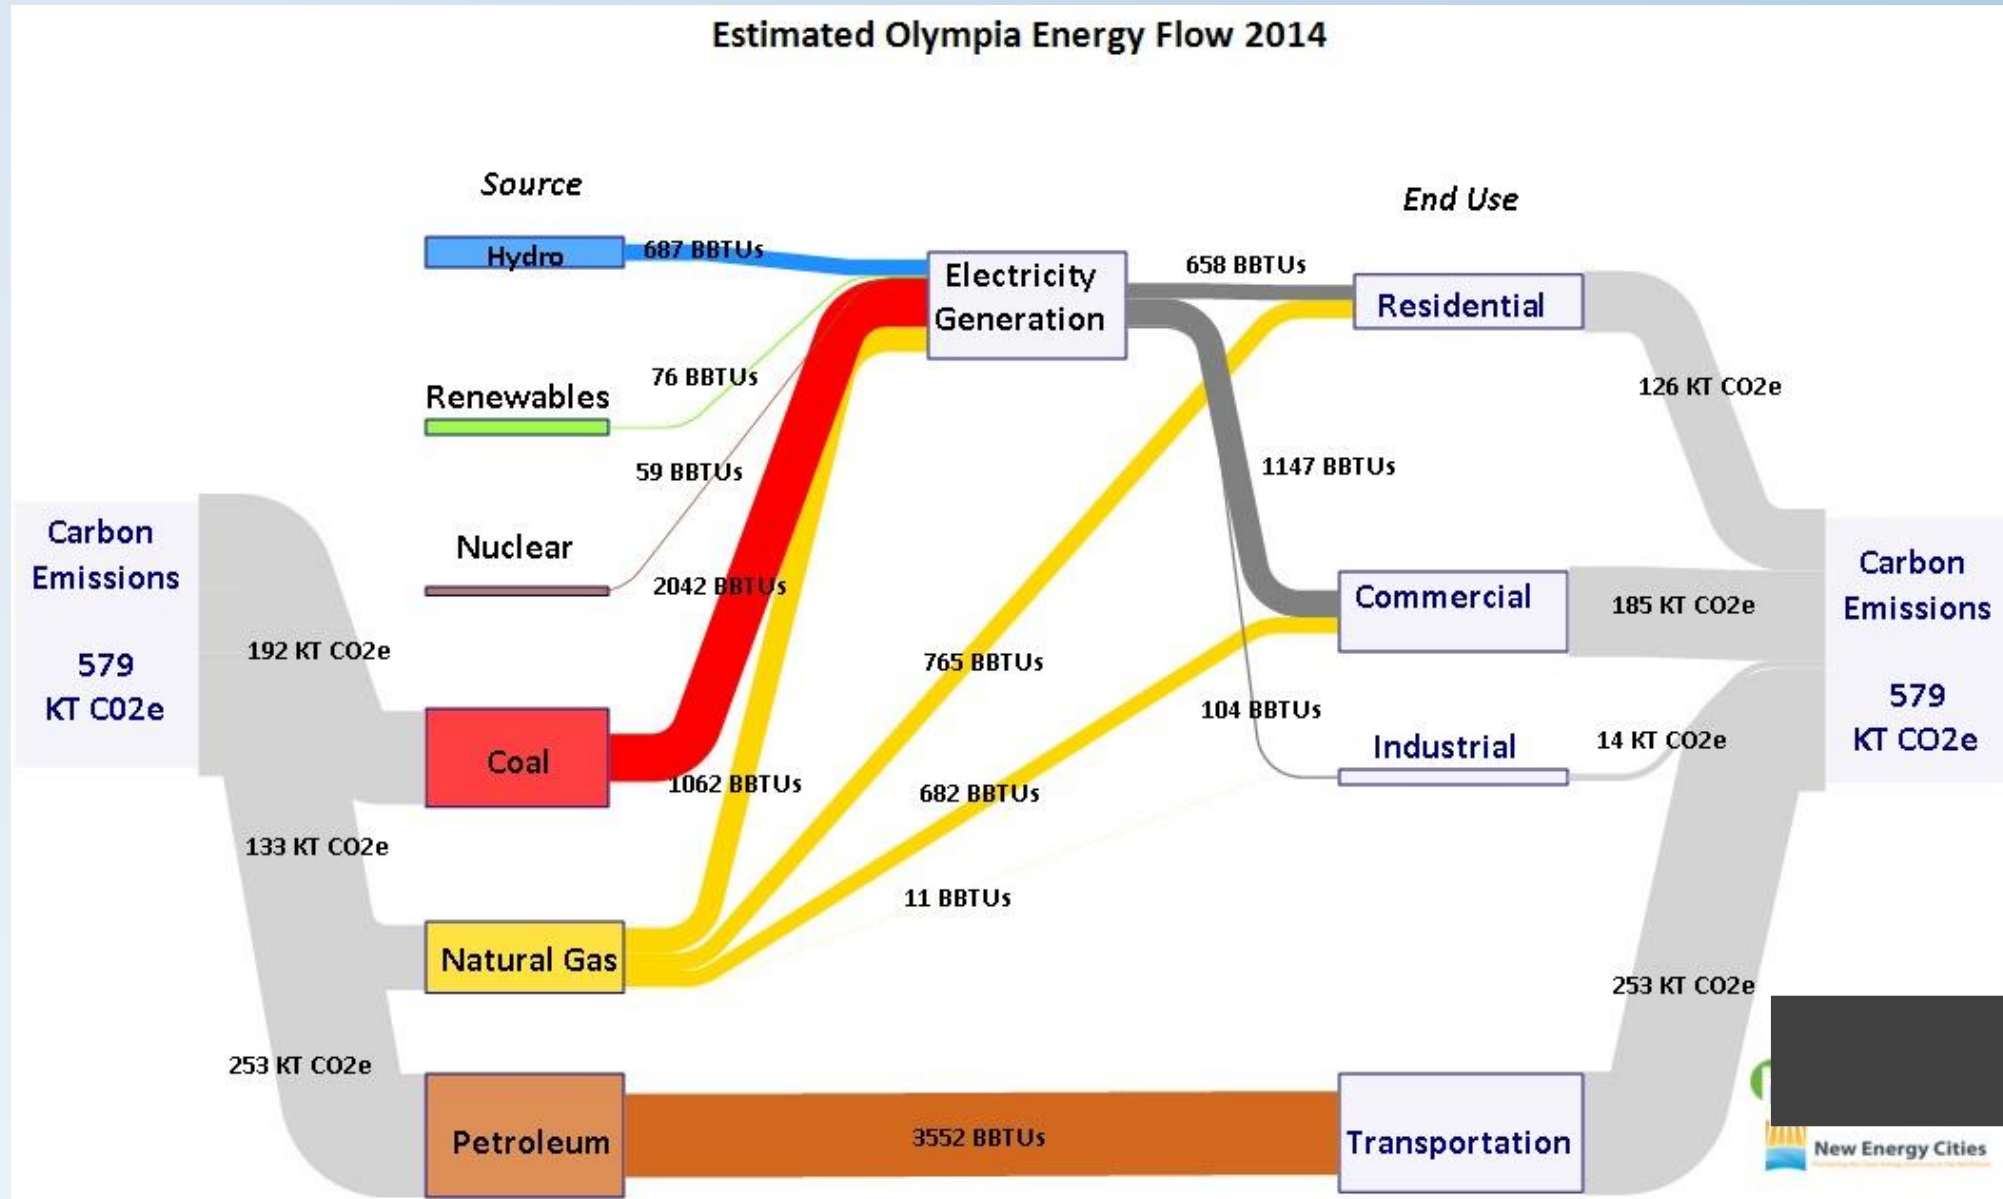 Estimated Olympia Energy Flow 2014
Source
End Use
Hydro
687 BBTUs
Electricity
Generation
658 BBTUs
Residential
Renewables
76 BBTUs
126 KT CO2e
59 BBTUs
1147 BBTUs
Nuclear
2042 BBTUs
Carbon
Emissions
579
KT C02e
192 KT CO2e
Commercial
185 KT CO2e
Carbon
Emissions
579
KT CO2e
765 BBTUs
104 BBTUs
Coal
1062 BBTUs
682 BBTUs
Industrial
14 KT CO2e
133 KT CO2e
11 BBTUs
Natural Gas
253 KT CO2e
253 KT CO2e
Petroleum
3552 BBTUs
Transportation
New Energy Cities